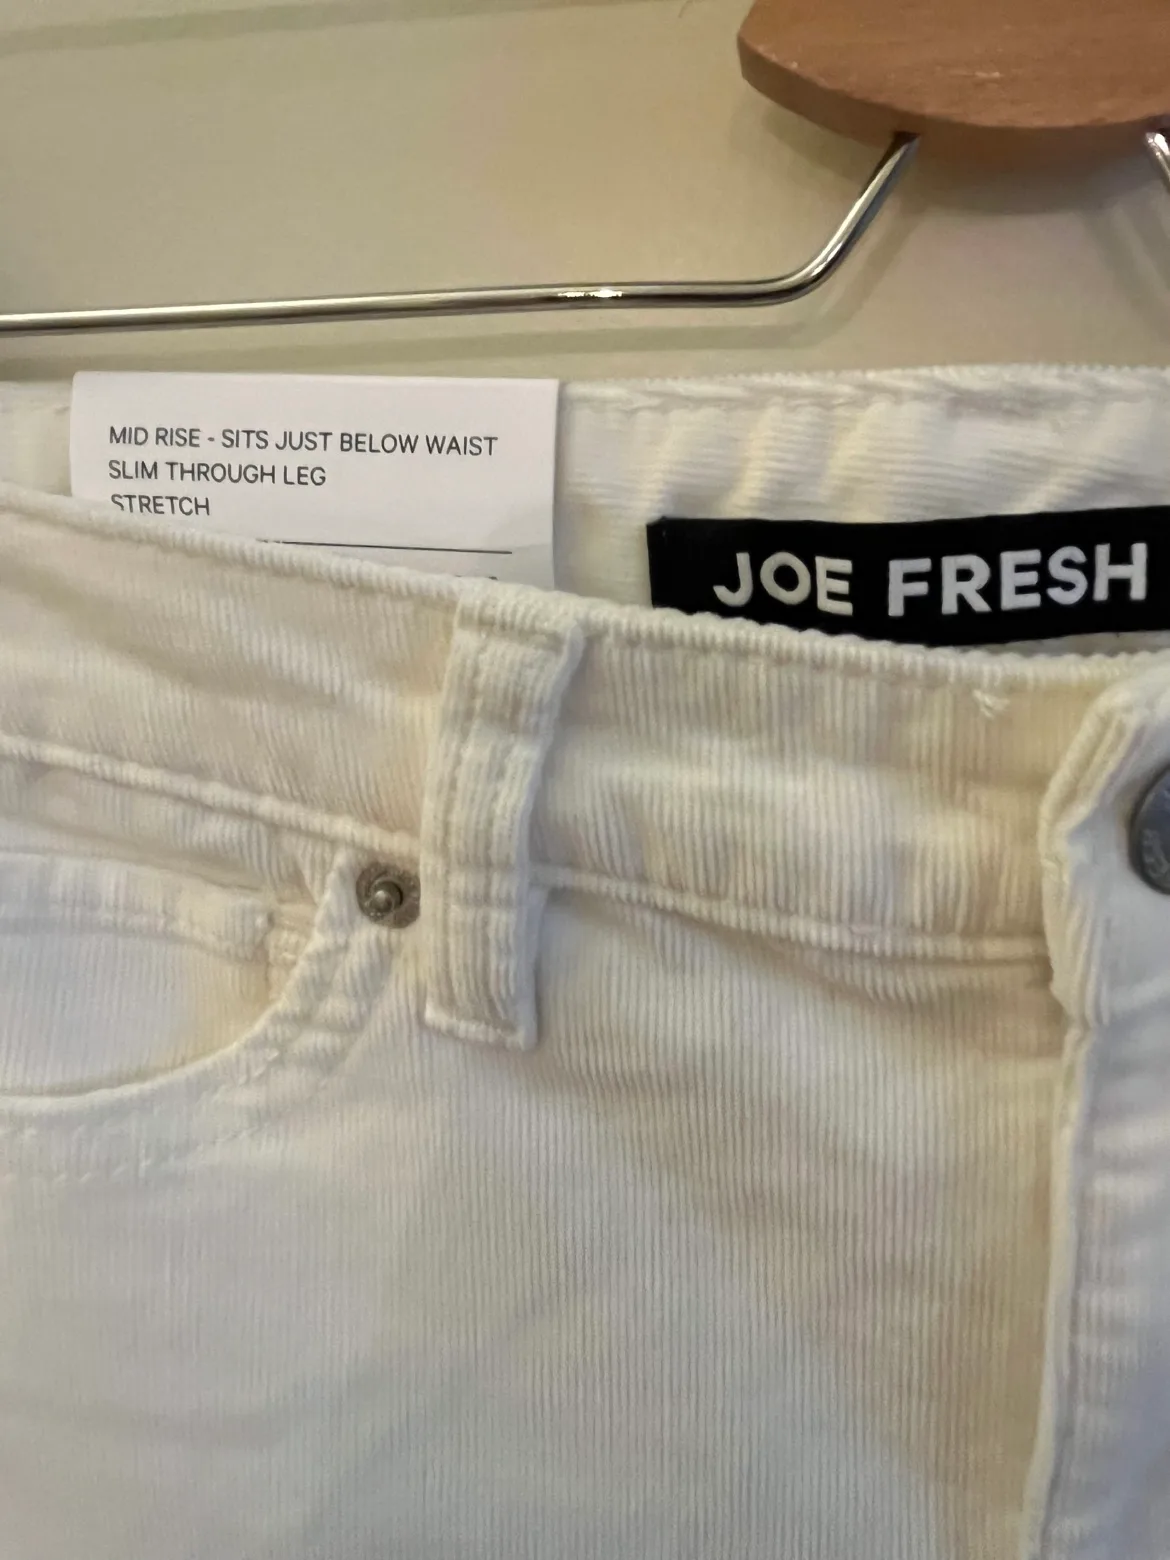 MID RISE - SITS JUST BELOW WAIST
SLIM THROUGH LEG
STRETCH
JOE FRESH